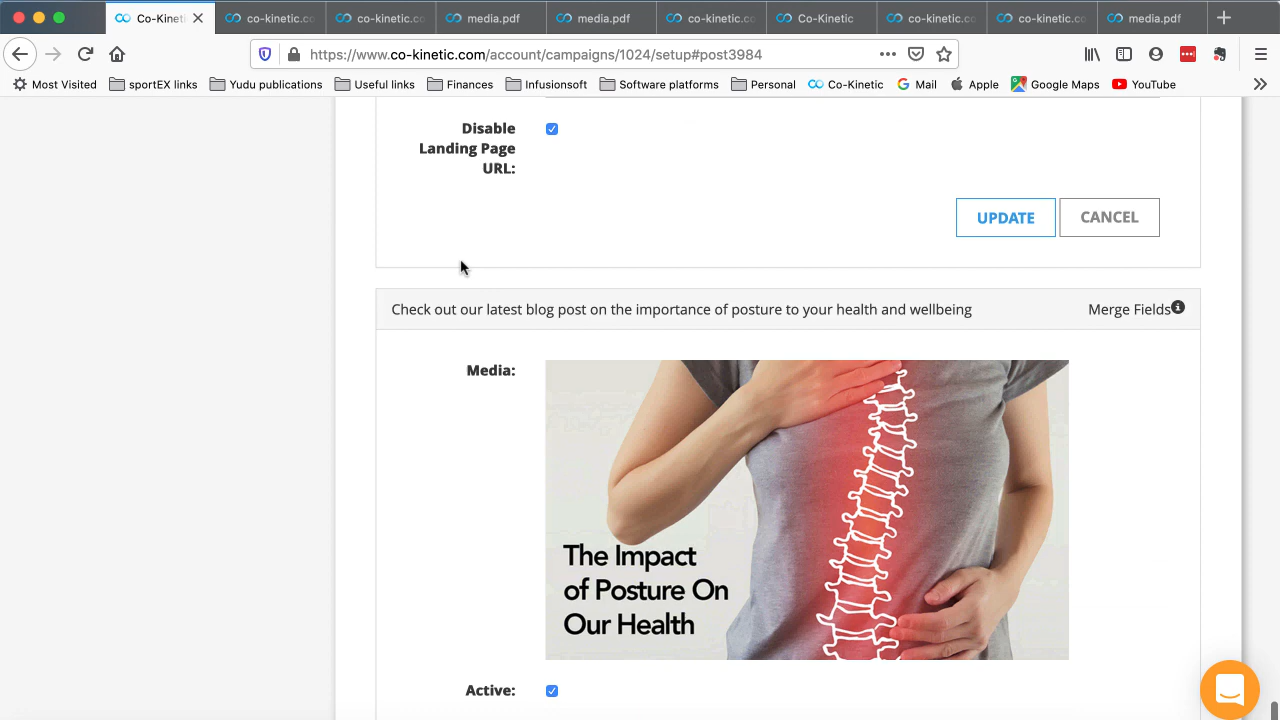 Co-Kineti
co-kinetic.co
co-kinetic.co
media.pdf
media.pdf
co-kinetic.co
Co-Kinetic
co-kinetic.co
co-kinetic.co
media.pdf
https://www.co-kinetic.com/account/campaigns/1024/setup#post3984
Most Visited
sportEX links
Yudu publications
Useful links
Finances
Infusionsoft
Software platforms
Personal
Co-Kinetic
Mail
Apple
Google Maps
YouTube
Disable
Landing Page
URL:
UPDATE
CANCEL
Check out our latest blog post on the importance of posture to your health and wellbeing
Merge Fields
Media:
The Impact
of Posture On
Our Health
Active: